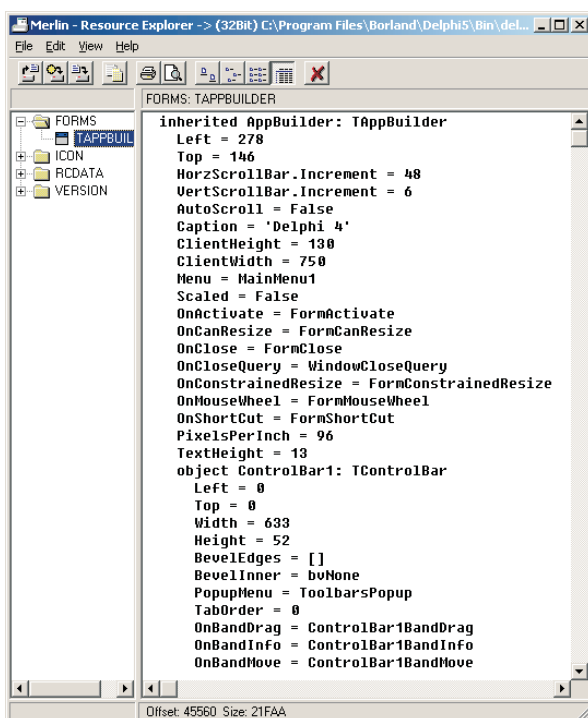 Merlin - Resource Explorer -> (32Bit) C:\Program Files\Borland\Delphi5\Bin\del...
File Edit View Help
FORMS: TAPPBUILDER
FORMS
TAPPBUIL
ICON
RCDATA
VERSION
inherited AppBuilder: TAppBuilder
Left = 278
Top = 146
HorzScrollBar.Increment = 48
VertScrollBar.Increment = 6
AutoScroll = False
Caption = 'Delphi 4'
ClientHeight = 130
ClientWidth = 750
Menu = MainMenu1
Scaled = False
OnActivate = FormActivate
OnCanResize = FormCanResize
OnClose = FormClose
OnCloseQuery = WindowCloseQuery
OnConstrainedResize = FormConstrainedResize
OnMouseWheel = FormMouseWheel
OnShortCut = FormShortCut
PixelsPerInch = 96
TextHeight = 13
object ControlBar1: TControlBar
Left = 0
Top = 0
Width = 633
Height = 52
BevelEdges = []
BevelInner = bvNone
PopupMenu = ToolbarsPopup
TabOrder = 0
OnBandDrag = ControlBar1BandDrag
OnBandInfo = ControlBar1BandInfo
OnBandMove = ControlBar1BandMove
Offset: 45560 Size: 21FAA